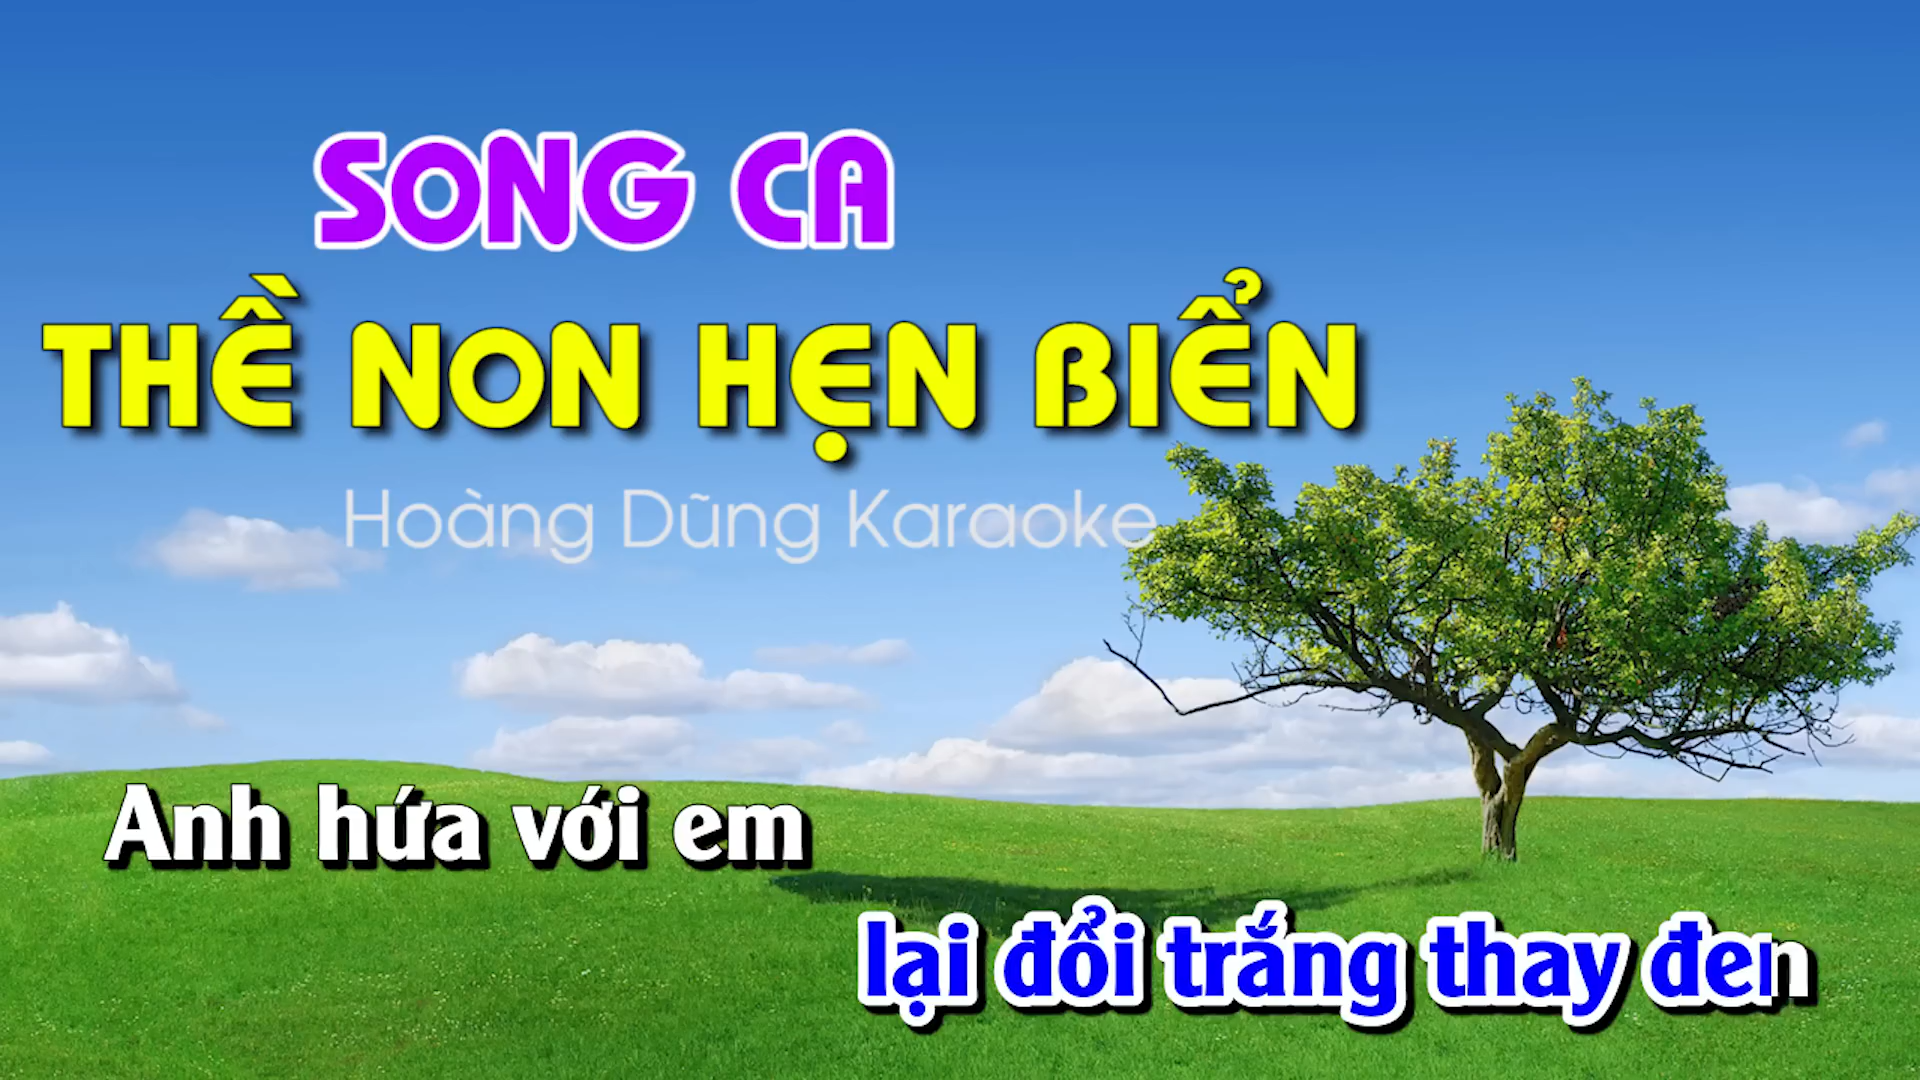 SONG CA
THỀ NON HẸN BIỂN
Hoàng Dũng Karaoke
Anh hứa với em
lại đổi trắng thay đen